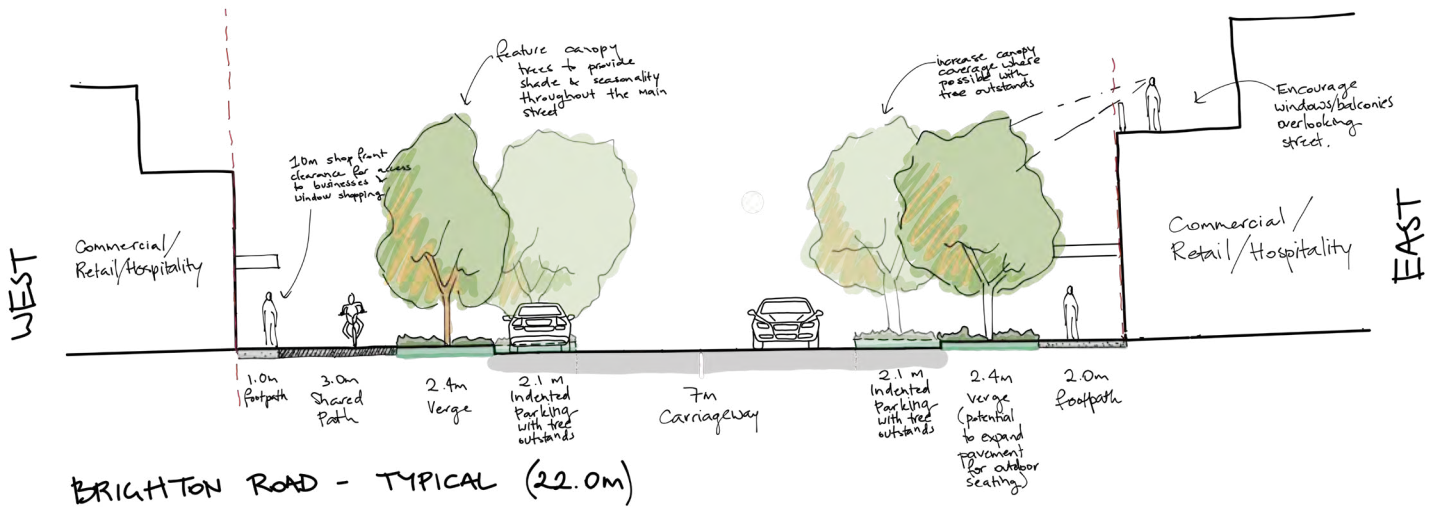 feature canopy
trees to provide
shade & seasonality
throughout the main
street
increase canopy
coverage where
possible with
tree outstands
Encourage
windows/balconies
overlooking
street.
1.0m shop front
clearance for access
to businesses &
window shopping
WEST
Commercial/
Retail/Hospitality
Commercial/
Retail/Hospitality
EAST
1.0m
footpath
3.0m
Shared
Path
2.4m
Verge
2.1 m
Indented
Parking
with tree
outstands
7m
Carriageway
2.1 m
Indented
Parking
with tree
outstands
2.4m
Verge
(potential
to expand
pavement
for outdoor
seating)
2.0m
footpath
BRIGHTON ROAD - TYPICAL (22.0m)